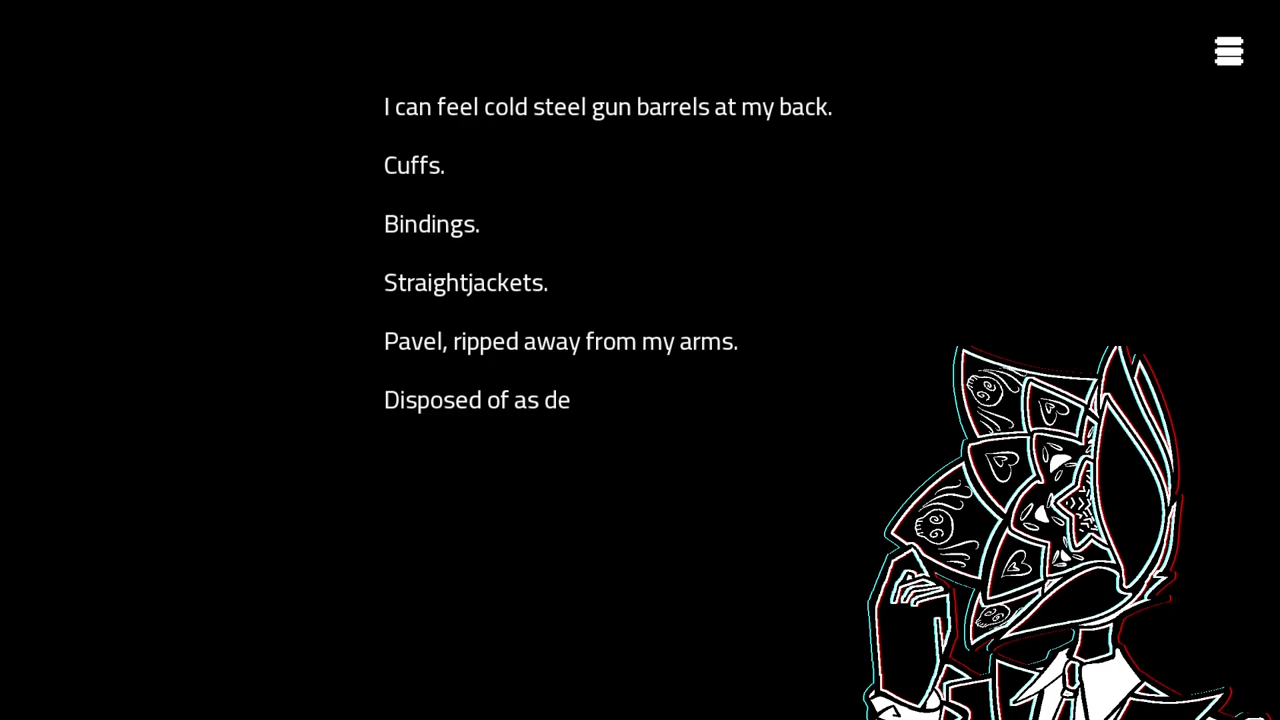 I can feel cold steel gun barrels at my back.
Cuffs.
Bindings.
Straightjackets.
Pavel, ripped away from my arms.
Disposed of as de